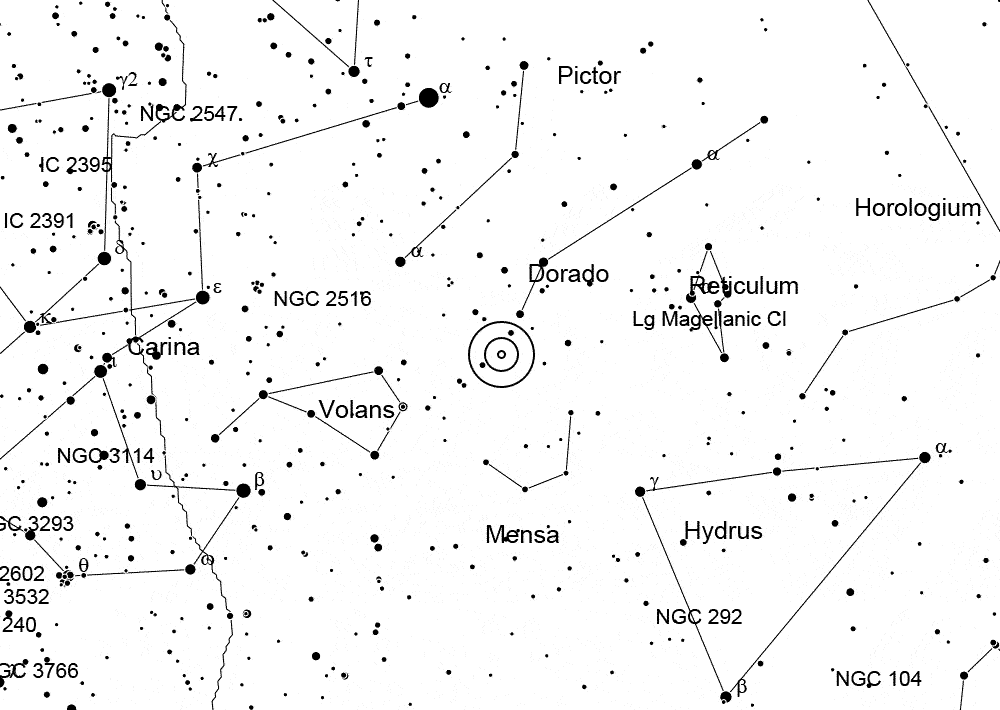 τ
Pictor
γ2
α
NGC 2547
χ
α
IC 2395
Horologium
IC 2391
δ
α
Dorado
ε
Reticulum
NGC 2516
κ
Lg Magellanic Cl
Carina
ι
Volans
NGC 3114
υ
β
γ
α
GC 3293
Mensa
Hydrus
θ
ω
2602
3532
NGC 292
240
GC 3766
NGC 104
β